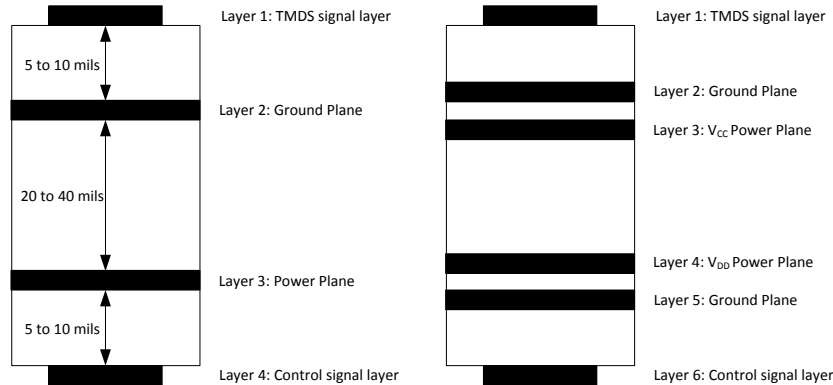 Layer 1: TMDS signal layer
5 to 10 mils
Layer 2: Ground Plane
20 to 40 mils
Layer 3: Power Plane
5 to 10 mils
Layer 4: Control signal layer
Layer 1: TMDS signal layer
Layer 2: Ground Plane
Layer 3: VCC Power Plane
Layer 4: VDD Power Plane
Layer 5: Ground Plane
Layer 6: Control signal layer